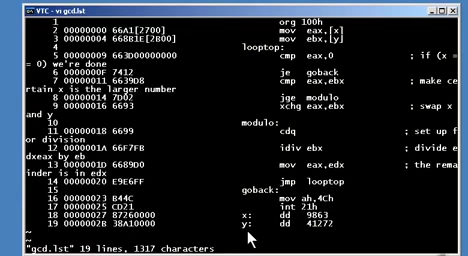 VTC - vi gcd.lst
1 org 100h
2 00000000 66A1[2700] mov eax,[x]
3 00000004 668B1E[2B00] mov ebx,[y]
4 looptop:
5 00000009 663D00000000 cmp eax,0 ; if (x =
= 0) we're done
6 0000000F 7412 je goback
7 00000011 6639D8 cmp eax,ebx ; make ce
rtain x is the larger number
8 00000014 7D02 jge modulo
9 00000016 6693 xchg eax,ebx ; swap x
and y
10 modulo:
11 00000018 6699 cdq ; set up f
or division
12 0000001A 66F7FB idiv ebx ; divide e
dxeax by eb
13 0000001D 6689D0 mov eax,edx ; the rema
inder is in edx
14 00000020 E9E6FF jmp looptop
15 goback:
16 00000023 B44C mov ah,4Ch
17 00000025 CD21 int 21h
18 00000027 87260000 x: dd 9863
19 0000002B 38A10000 y: dd 41272
~
~
"gcd.lst" 19 lines, 1317 characters